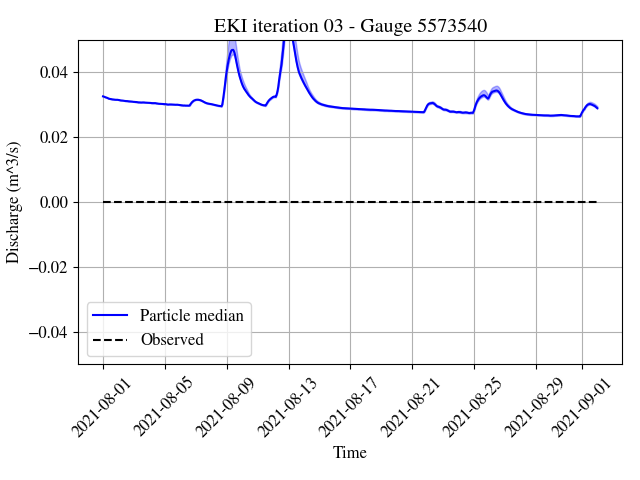 EKI iteration 03 - Gauge 5573540
0.04
0.02
0.00
−0.02
−0.04
Discharge (m^3/s)
Particle median
Observed
2021-08-01
2021-08-05
2021-08-09
2021-08-13
2021-08-17
2021-08-21
2021-08-25
2021-08-29
2021-09-01
Time